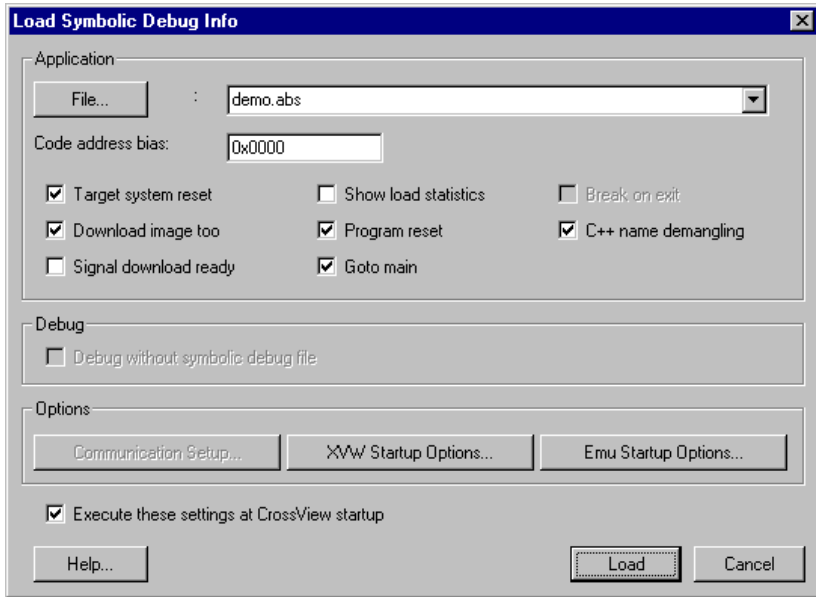 Load Symbolic Debug Info
Application
File... : demo.abs
Code address bias: 0x0000
Target system reset Show load statistics Break on exit
Download image too Program reset C++ name demangling
Signal download ready Goto main
Debug
Debug without symbolic debug file
Options
Communication Setup... XVW Startup Options... Emu Startup Options...
Execute these settings at CrossView startup
Help... Load Cancel